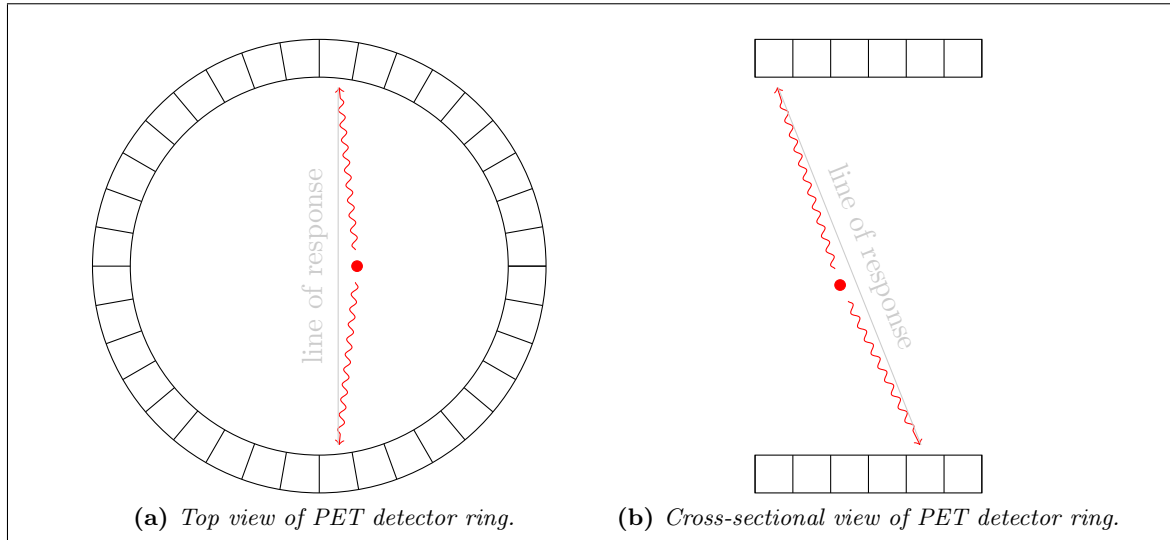 line of response
line of response
(a) Top view of PET detector ring.
(b) Cross-sectional view of PET detector ring.